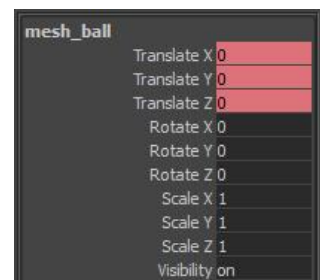 mesh_ball
Translate X 0
Translate Y 0
Translate Z 0
Rotate X 0
Rotate Y 0
Rotate Z 0
Scale X 1
Scale Y 1
Scale Z 1
Visibility on